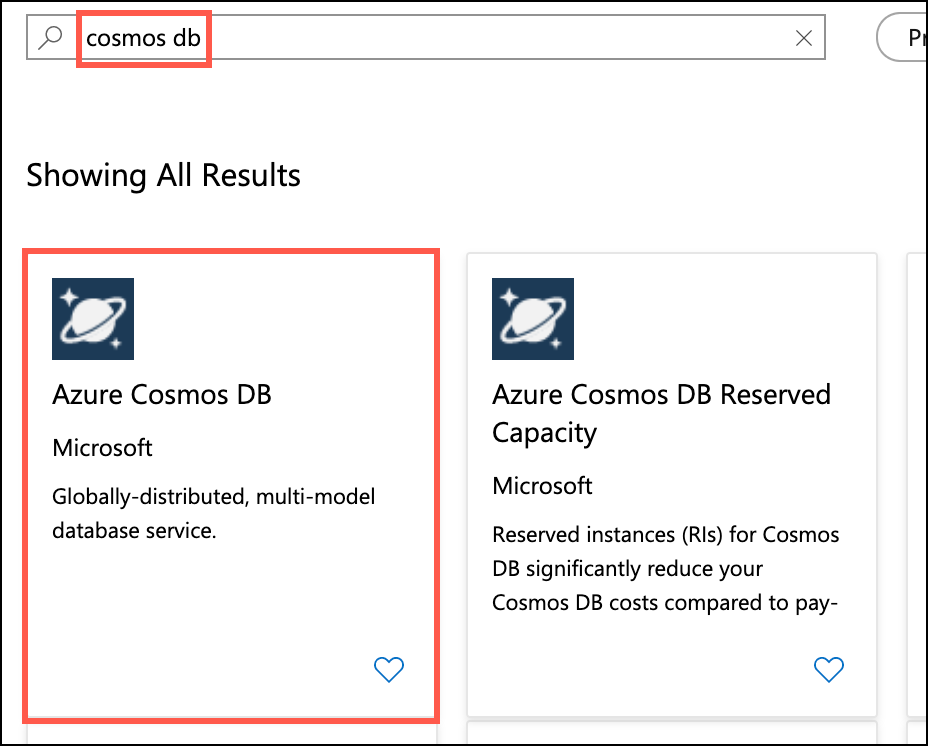 cosmos db
Pr
Showing All Results
Azure Cosmos DB
Microsoft
Globally-distributed, multi-model
database service.
Azure Cosmos DB Reserved
Capacity
Microsoft
Reserved instances (RIs) for Cosmos
DB significantly reduce your
Cosmos DB costs compared to pay-